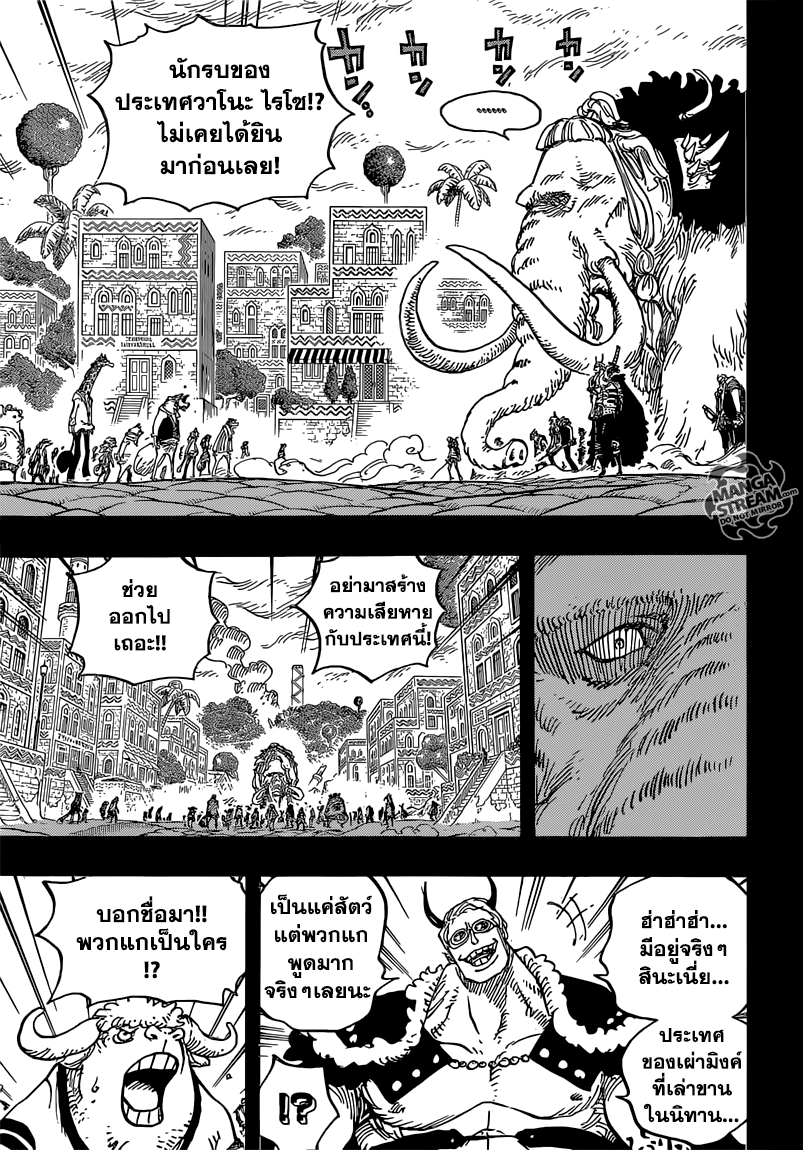 นักรบของ
ประเทศวาโนะ ไรโซ!?
ไม่เคยได้ยิน
มาก่อนเลย!
ドドドド
.......
MANGA
STREAM.com
DO NOT MIRROR
อย่ามาสร้าง
ความเสียหาย
กับประเทศนี้!
ช่วย
ออกไป
เถอะ!!
ฮ่าฮ่าฮ่า...
มีอยู่จริงๆ
สินะเนี่ย...
ประเทศ
ของเผ่ามิงค์
ที่เล่าขาน
ในนิทาน...
เป็นแค่สัตว์
แต่พวกแก
พูดมาก
จริงๆเลยนะ
!?
บอกชื่อมา!!
พวกแกเป็นใคร
!?